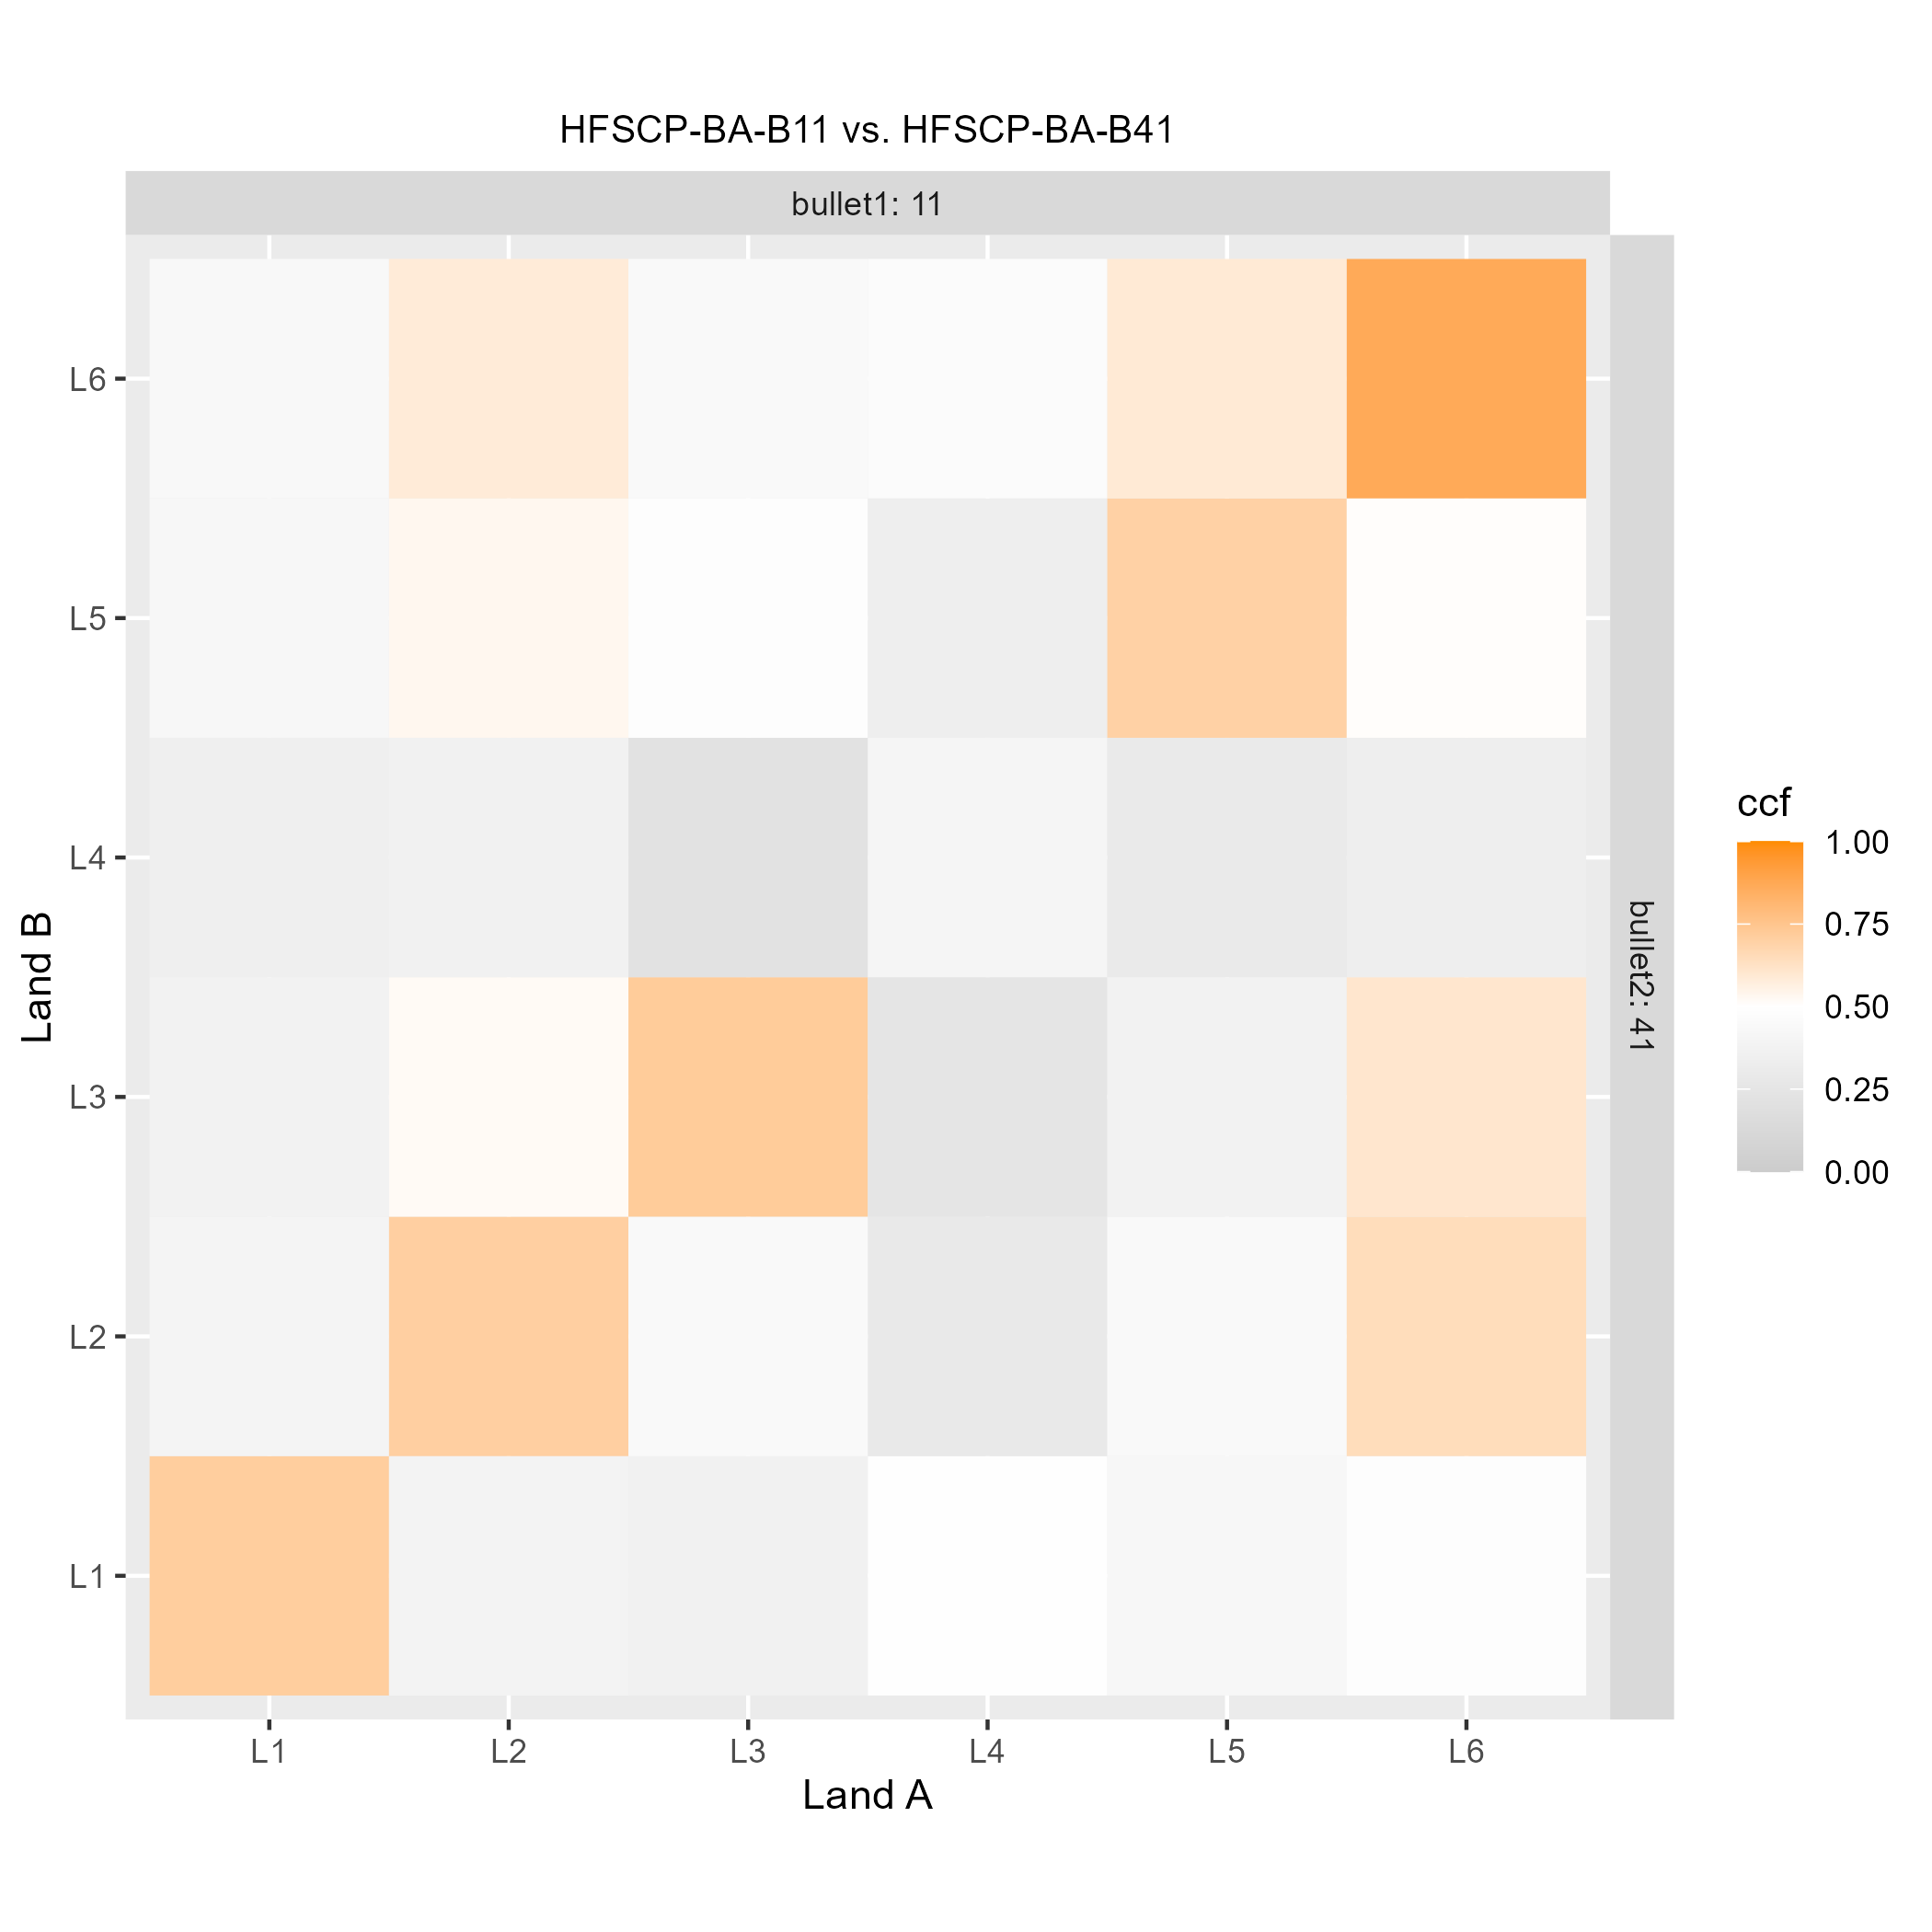 HFSCP-BA-B11 vs. HFSCP-BA-B41
bullet1: 11
L6
L5
L4
L3
L2
L1
Land B
bullet2: 41
ccf
1.00
0.75
0.50
0.25
0.00
L1 L2 L3 L4 L5 L6
Land A